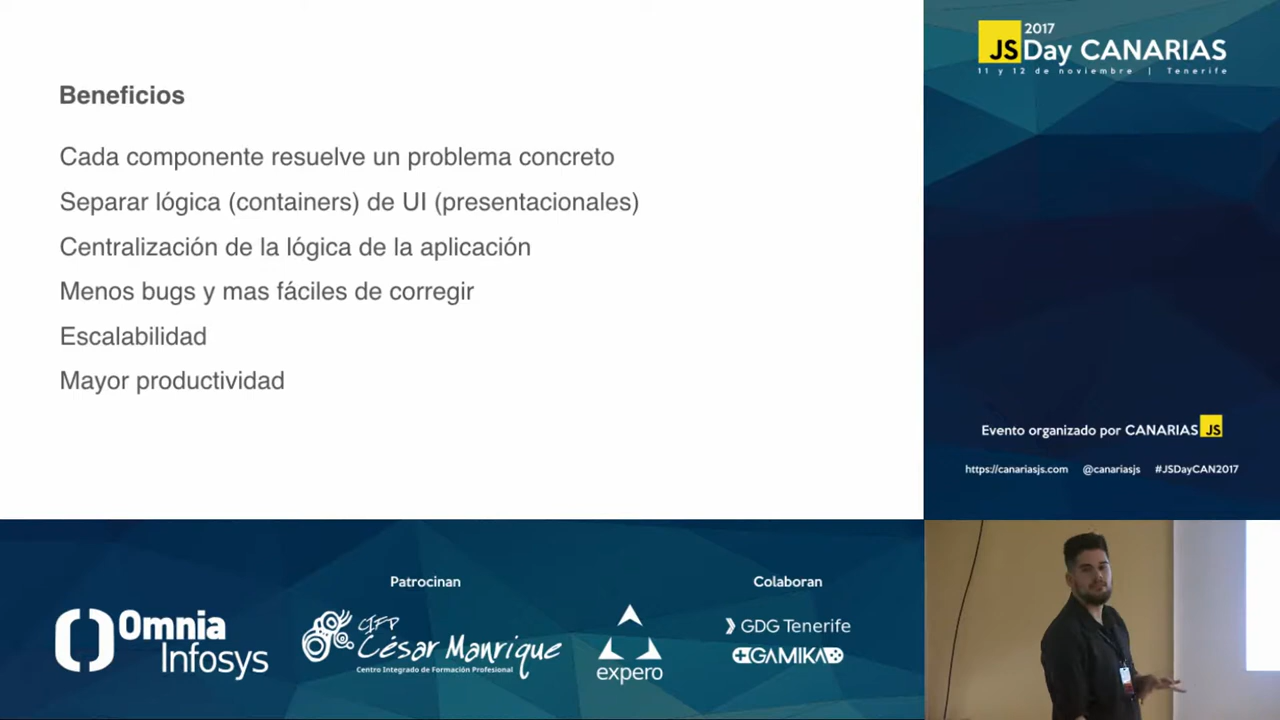 Beneficios
Cada componente resuelve un problema concreto
Separar lógica (containers) de UI (presentacionales)
Centralización de la lógica de la aplicación
Menos bugs y mas fáciles de corregir
Escalabilidad
Mayor productividad
2017
JSDay CANARIAS
11 y 12 de noviembre | Tenerife
Evento organizado por CANARIAS JS
https://canariasjs.com @canariasjs #JSDayCAN2017
Patrocinan
Omnia
Infosys
CIFP
César Manrique
Centro Integrado de Formación Profesional
expero
Colaboran
GDG Tenerife
GAMIKA